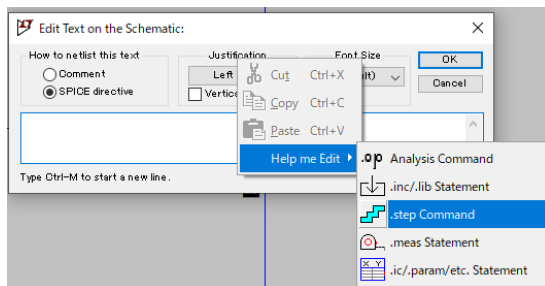 Edit Text on the Schematic:
How to netlist this text
Justification
Font Size
OK
Comment
Left
lt)
Cancel
SPICE directive
Vertica
Cut Ctrl+X
Copy Ctrl+C
Paste Ctrl+V
Help me Edit
Type Ctrl-M to start a new line.
.op Analysis Command
.inc/.lib Statement
.step Command
.meas Statement
X Y
.ic/.param/etc. Statement